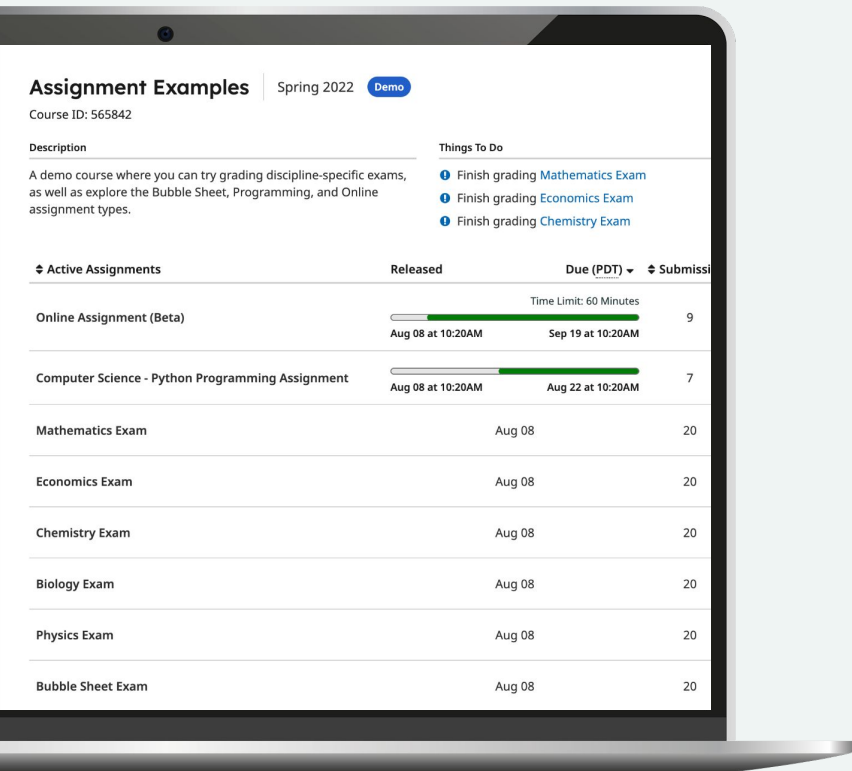 Assignment Examples Spring 2022 Demo
Course ID: 565842
Description
A demo course where you can try grading discipline-specific exams,
as well as explore the Bubble Sheet, Programming, and Online
assignment types.
Things To Do
Finish grading Mathematics Exam
Finish grading Economics Exam
Finish grading Chemistry Exam
Active Assignments Released Due (PDT) Submissi
Time Limit: 60 Minutes
Online Assignment (Beta) 9
Aug 08 at 10:20AM Sep 19 at 10:20AM
Computer Science - Python Programming Assignment 7
Aug 08 at 10:20AM Aug 22 at 10:20AM
Mathematics Exam Aug 08 20
Economics Exam Aug 08 20
Chemistry Exam Aug 08 20
Biology Exam Aug 08 20
Physics Exam Aug 08 20
Bubble Sheet Exam Aug 08 20